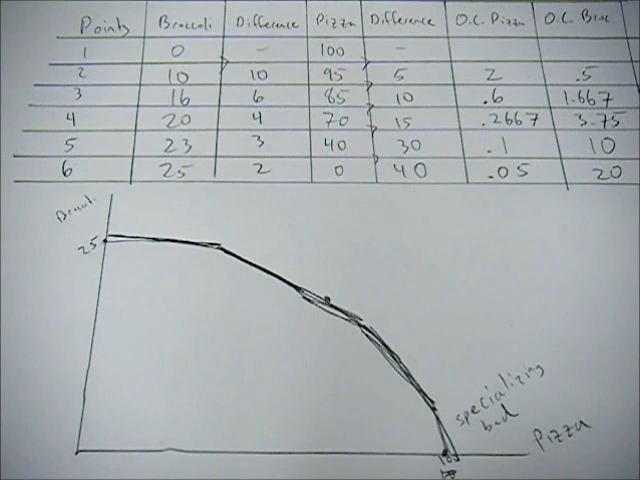 Points Broccoli Difference Pizza Difference O.C. Pizza O.C. Broc
1 0 - 100 -
2 10 10 95 5 2 .5
3 16 6 85 10 .6 1.667
4 20 4 70 15 .2667 3.75
5 23 3 40 30 .1 10
6 25 2 0 40 .05 20
25
specializing
bad
Pizza